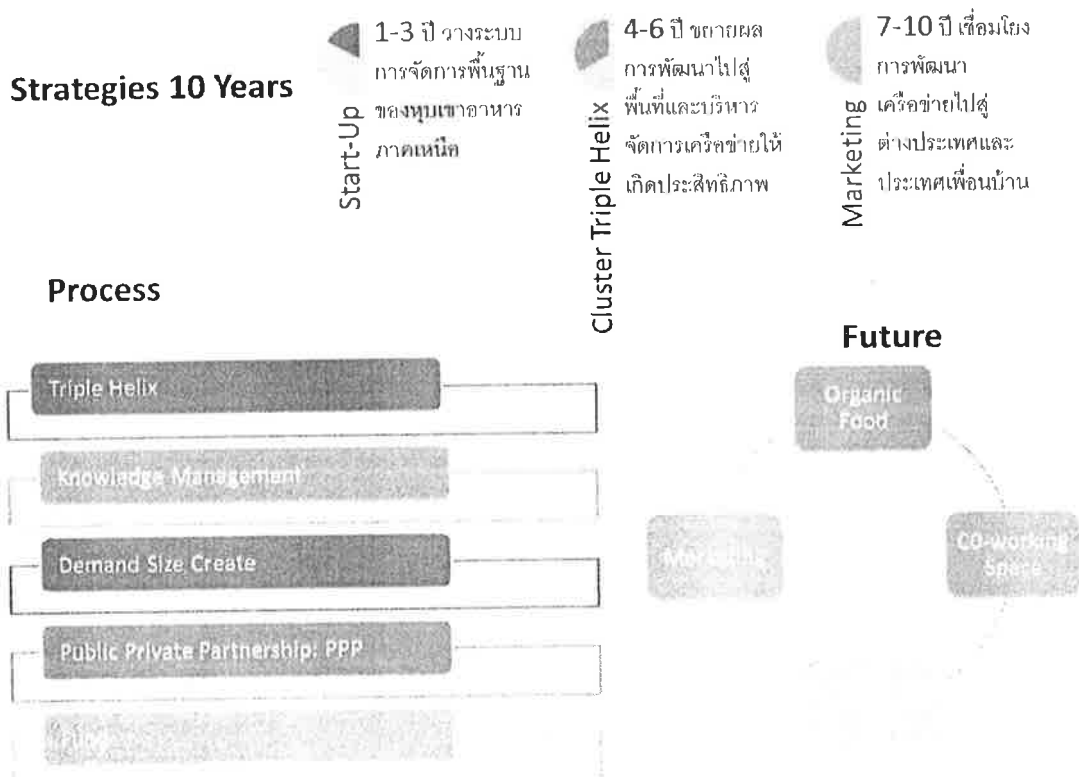 Strategies 10 Years
Start-Up
1-3 ปี วางระบบ
การจัดการพื้นฐาน
ของหุบเขาอาหาร
ภาคเหนือ
Cluster Triple Helix
4-6 ปี ขยายผล
การพัฒนาไปสู่
พื้นที่และบริหาร
จัดการเครือข่ายให้
เกิดประสิทธิภาพ
Marketing
7-10 ปี เชื่อมโยง
การพัฒนา
เครือข่ายไปสู่
ต่างประเทศและ
ประเทศเพื่อนบ้าน
Process
Triple Helix
Knowledge Management
Demand Size Create
Public Private Partnership: PPP
Fund
Future
Organic
Food
CO-working
Space
Marketing